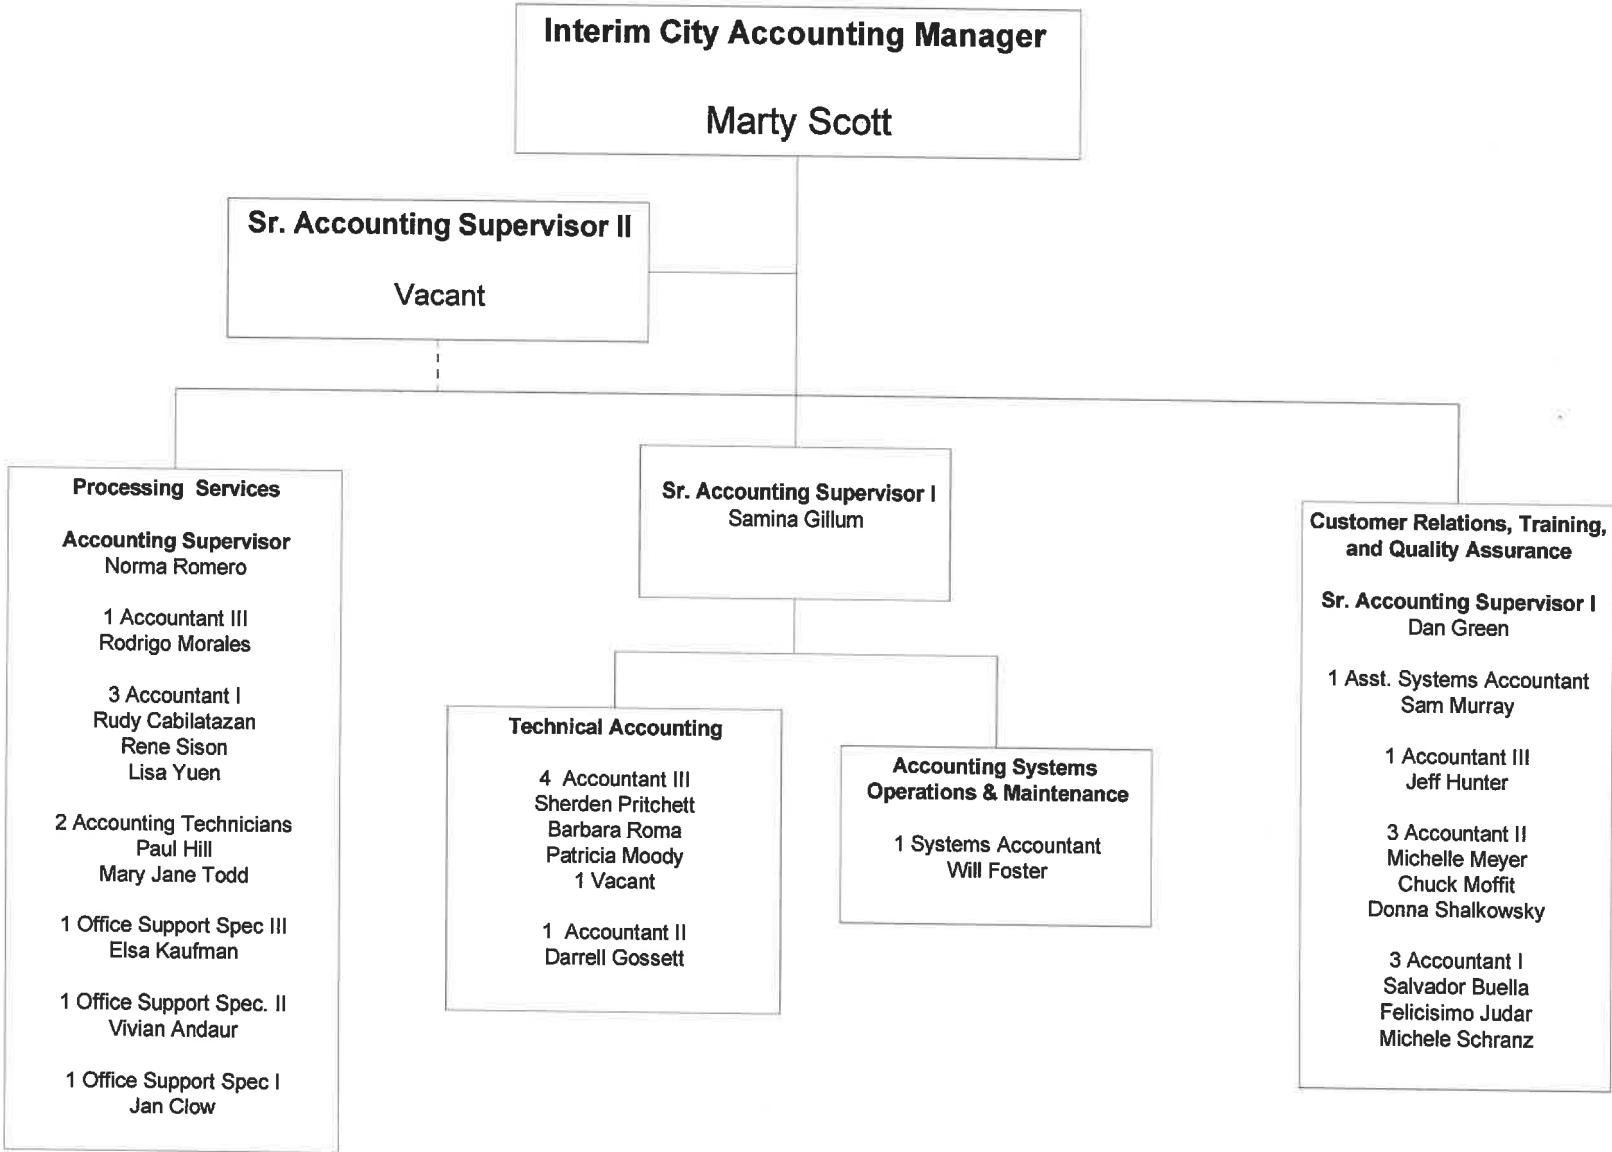 Interim City Accounting Manager
Marty Scott
Sr. Accounting Supervisor II
Vacant
Processing Services
Accounting Supervisor
Norma Romero
1 Accountant III
Rodrigo Morales
3 Accountant I
Rudy Cabilatazan
Rene Sison
Lisa Yuen
2 Accounting Technicians
Paul Hill
Mary Jane Todd
1 Office Support Spec III
Elsa Kaufman
1 Office Support Spec. II
Vivian Andaur
1 Office Support Spec I
Jan Clow
Sr. Accounting Supervisor I
Samina Gillum
Technical Accounting
4 Accountant III
Sherden Pritchett
Barbara Roma
Patricia Moody
1 Vacant
1 Accountant II
Darrell Gossett
Accounting Systems
Operations & Maintenance
1 Systems Accountant
Will Foster
Customer Relations, Training,
and Quality Assurance
Sr. Accounting Supervisor I
Dan Green
1 Asst. Systems Accountant
Sam Murray
1 Accountant III
Jeff Hunter
3 Accountant II
Michelle Meyer
Chuck Moffit
Donna Shalkowsky
3 Accountant I
Salvador Buella
Felicisimo Judar
Michele Schranz